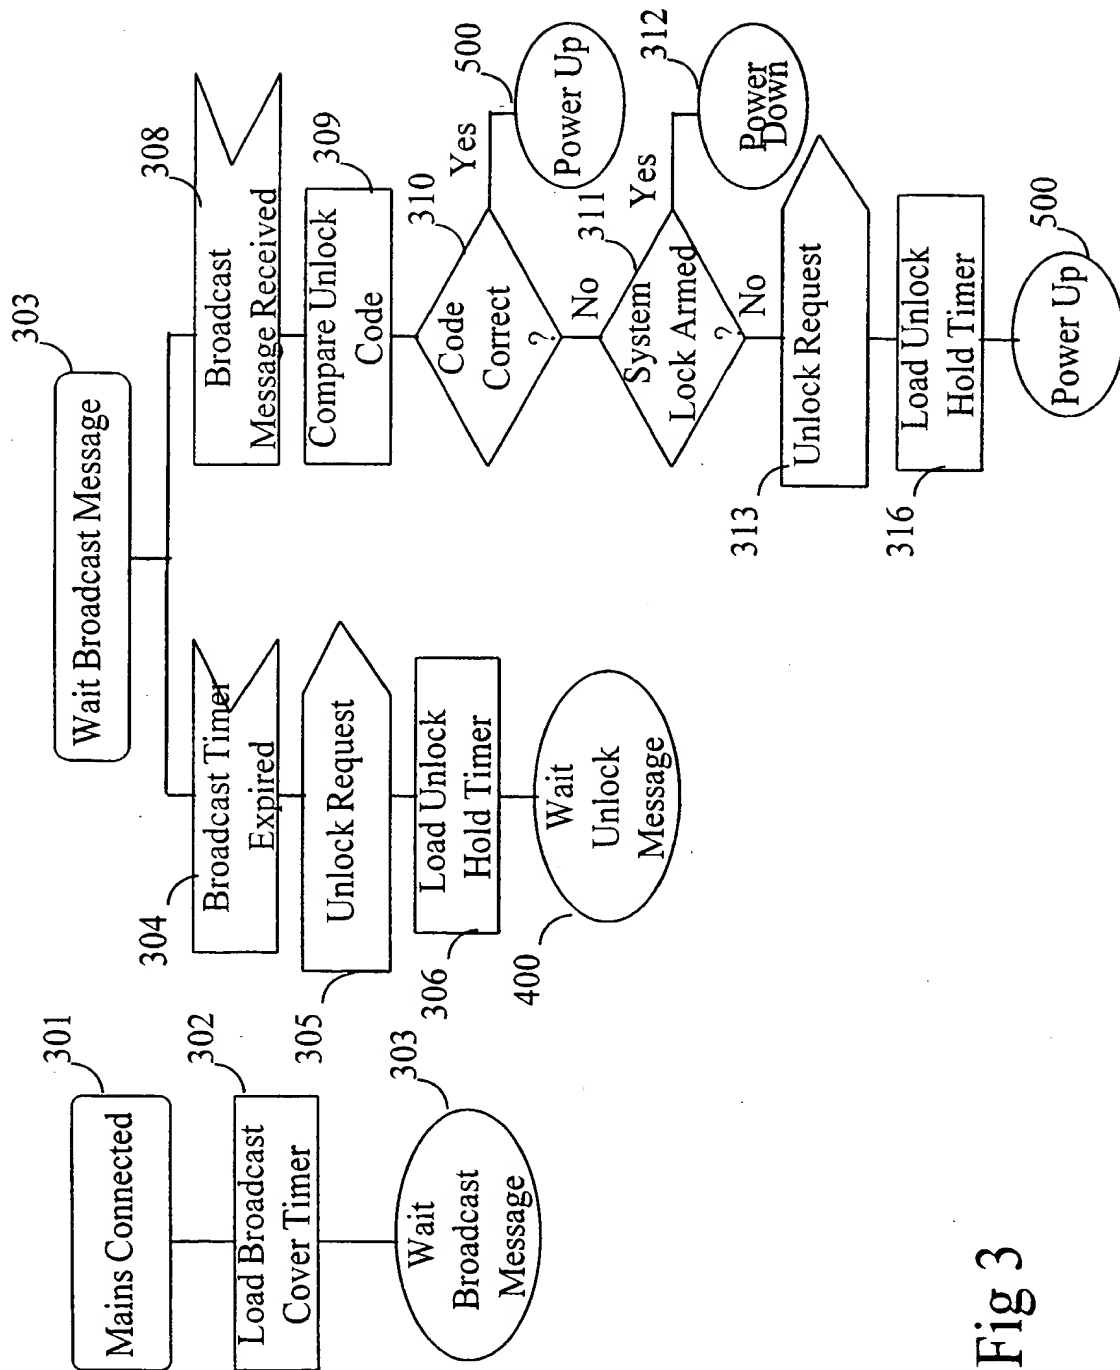 301
Mains Connected
302
Load Broadcast
Cover Timer
303
Wait
Broadcast
Message
303
Wait Broadcast Message
304
Broadcast Timer
Expired
305
Unlock Request
306
Load Unlock
Hold Timer
400
Wait
Unlock
Message
308
Broadcast
Message Received
309
Compare Unlock
Code
310
Code
Correct
?
Yes
500
Power Up
No
311
System
Lock Armed
?
Yes
312
Power
Down
No
313
Unlock Request
316
Load Unlock
Hold Timer
500
Power Up
Fig 3